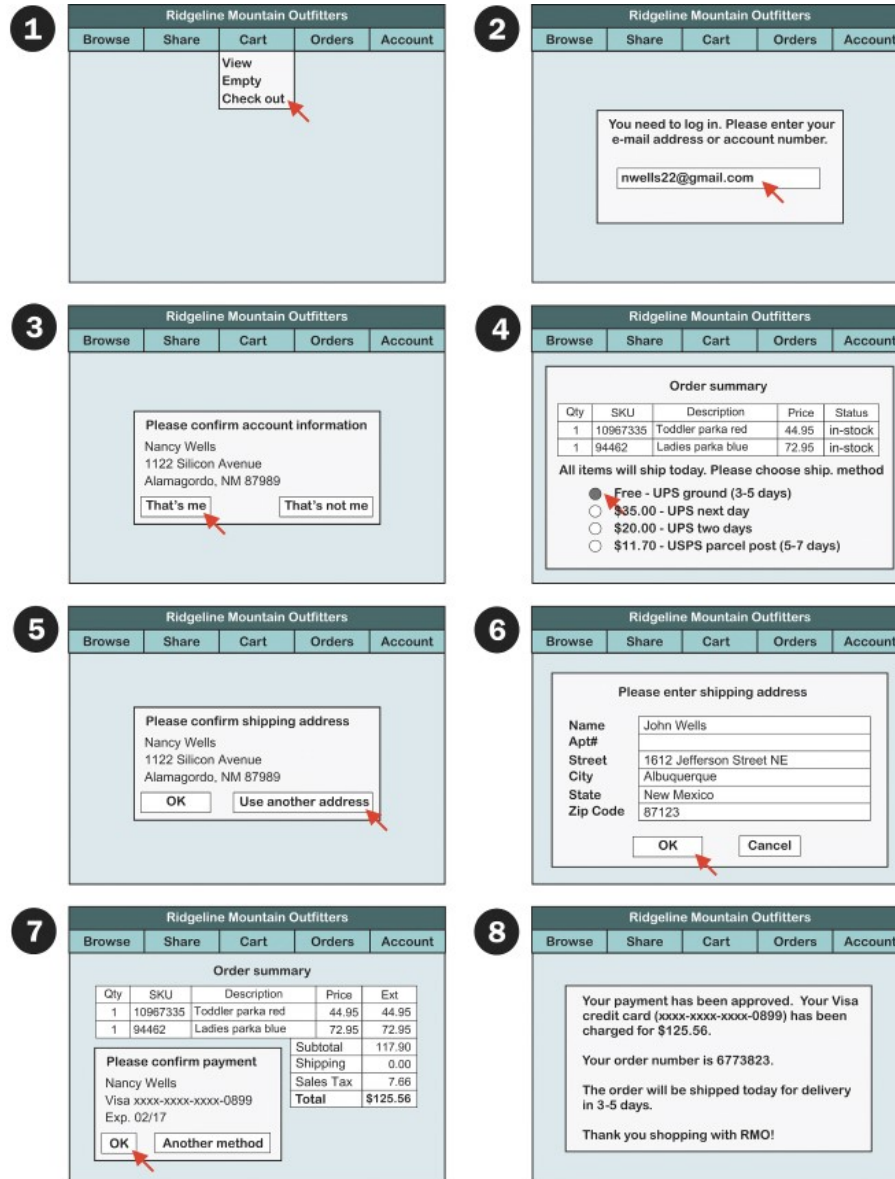 1
Ridgeline Mountain Outfitters
Browse Share Cart Orders Account
View
Empty
Check out
2
Ridgeline Mountain Outfitters
Browse Share Cart Orders Account
You need to log in. Please enter your
e-mail address or account number.
nwells22@gmail.com
3
Ridgeline Mountain Outfitters
Browse Share Cart Orders Account
Please confirm account information
Nancy Wells
1122 Silicon Avenue
Alamagordo, NM 87989
That's me That's not me
4
Ridgeline Mountain Outfitters
Browse Share Cart Orders Account
Order summary
Qty SKU Description Price Status
1 10967335 Toddler parka red 44.95 in-stock
1 94462 Ladies parka blue 72.95 in-stock
All items will ship today. Please choose ship. method
Free - UPS ground (3-5 days)
$35.00 - UPS next day
$20.00 - UPS two days
$11.70 - USPS parcel post (5-7 days)
5
Ridgeline Mountain Outfitters
Browse Share Cart Orders Account
Please confirm shipping address
Nancy Wells
1122 Silicon Avenue
Alamagordo, NM 87989
OK Use another address
6
Ridgeline Mountain Outfitters
Browse Share Cart Orders Account
Please enter shipping address
Name John Wells
Apt#
Street 1612 Jefferson Street NE
City Albuquerque
State New Mexico
Zip Code 87123
OK Cancel
7
Ridgeline Mountain Outfitters
Browse Share Cart Orders Account
Order summary
Qty SKU Description Price Ext
1 10967335 Toddler parka red 44.95 44.95
1 94462 Ladies parka blue 72.95 72.95
Subtotal 117.90
Shipping 0.00
Sales Tax 7.66
Total $125.56
Please confirm payment
Nancy Wells
Visa xxxx-xxxx-xxxx-0899
Exp. 02/17
OK Another method
8
Ridgeline Mountain Outfitters
Browse Share Cart Orders Account
Your payment has been approved. Your Visa
credit card (xxxx-xxxx-xxxx-0899) has been
charged for $125.56.
Your order number is 6773823.
The order will be shipped today for delivery
in 3-5 days.
Thank you shopping with RMO!